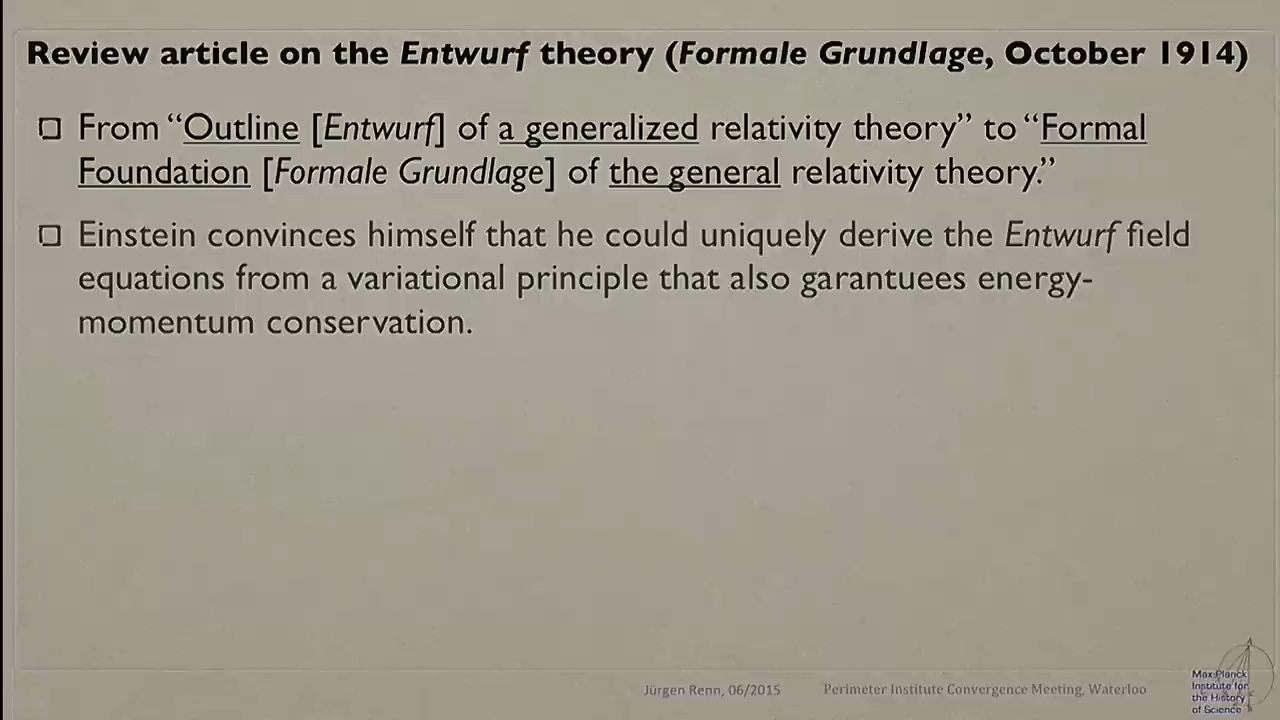 Review article on the Entwurf theory (Formale Grundlage, October 1914)
From “Outline [Entwurf] of a generalized relativity theory” to “Formal
Foundation [Formale Grundlage] of the general relativity theory.”
Einstein convinces himself that he could uniquely derive the Entwurf field
equations from a variational principle that also garantuees energy-
momentum conservation.
Jürgen Renn, 06/2015
Perimeter Institute Convergence Meeting, Waterloo
Max Planck
Institute for
the History
of Science